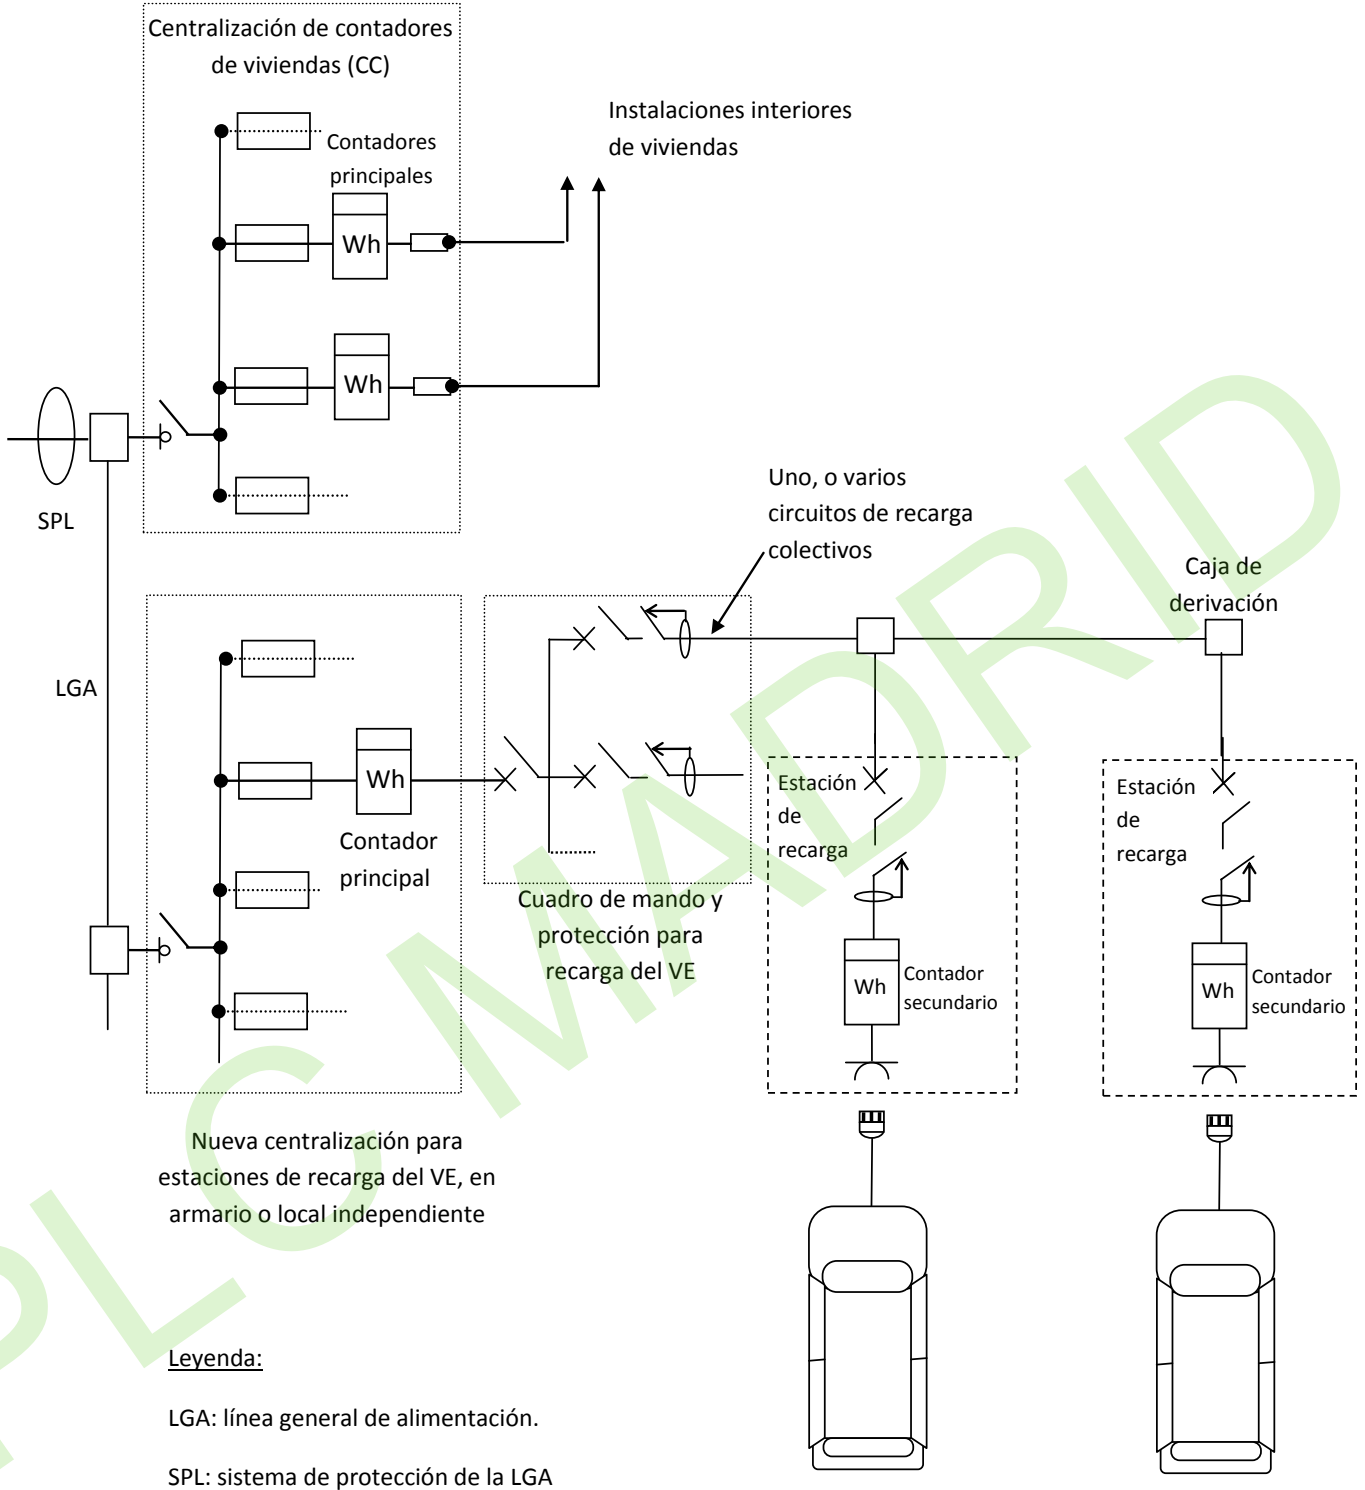 Centralización de contadores
de viviendas (CC)
Contadores
principales
Wh
Wh
Instalaciones interiores
de viviendas
SPL
Uno, o varios
circuitos de recarga
colectivos
Caja de
derivación
LGA
Wh
Contador
principal
Cuadro de mando y
protección para
recarga del VE
Estación
de
recarga
Wh
Contador
secundario
Estación
de
recarga
Wh
Contador
secundario
Nueva centralización para
estaciones de recarga del VE, en
armario o local independiente
Leyenda:
LGA: línea general de alimentación.
SPL: sistema de protección de la LGA
PLC MADRID